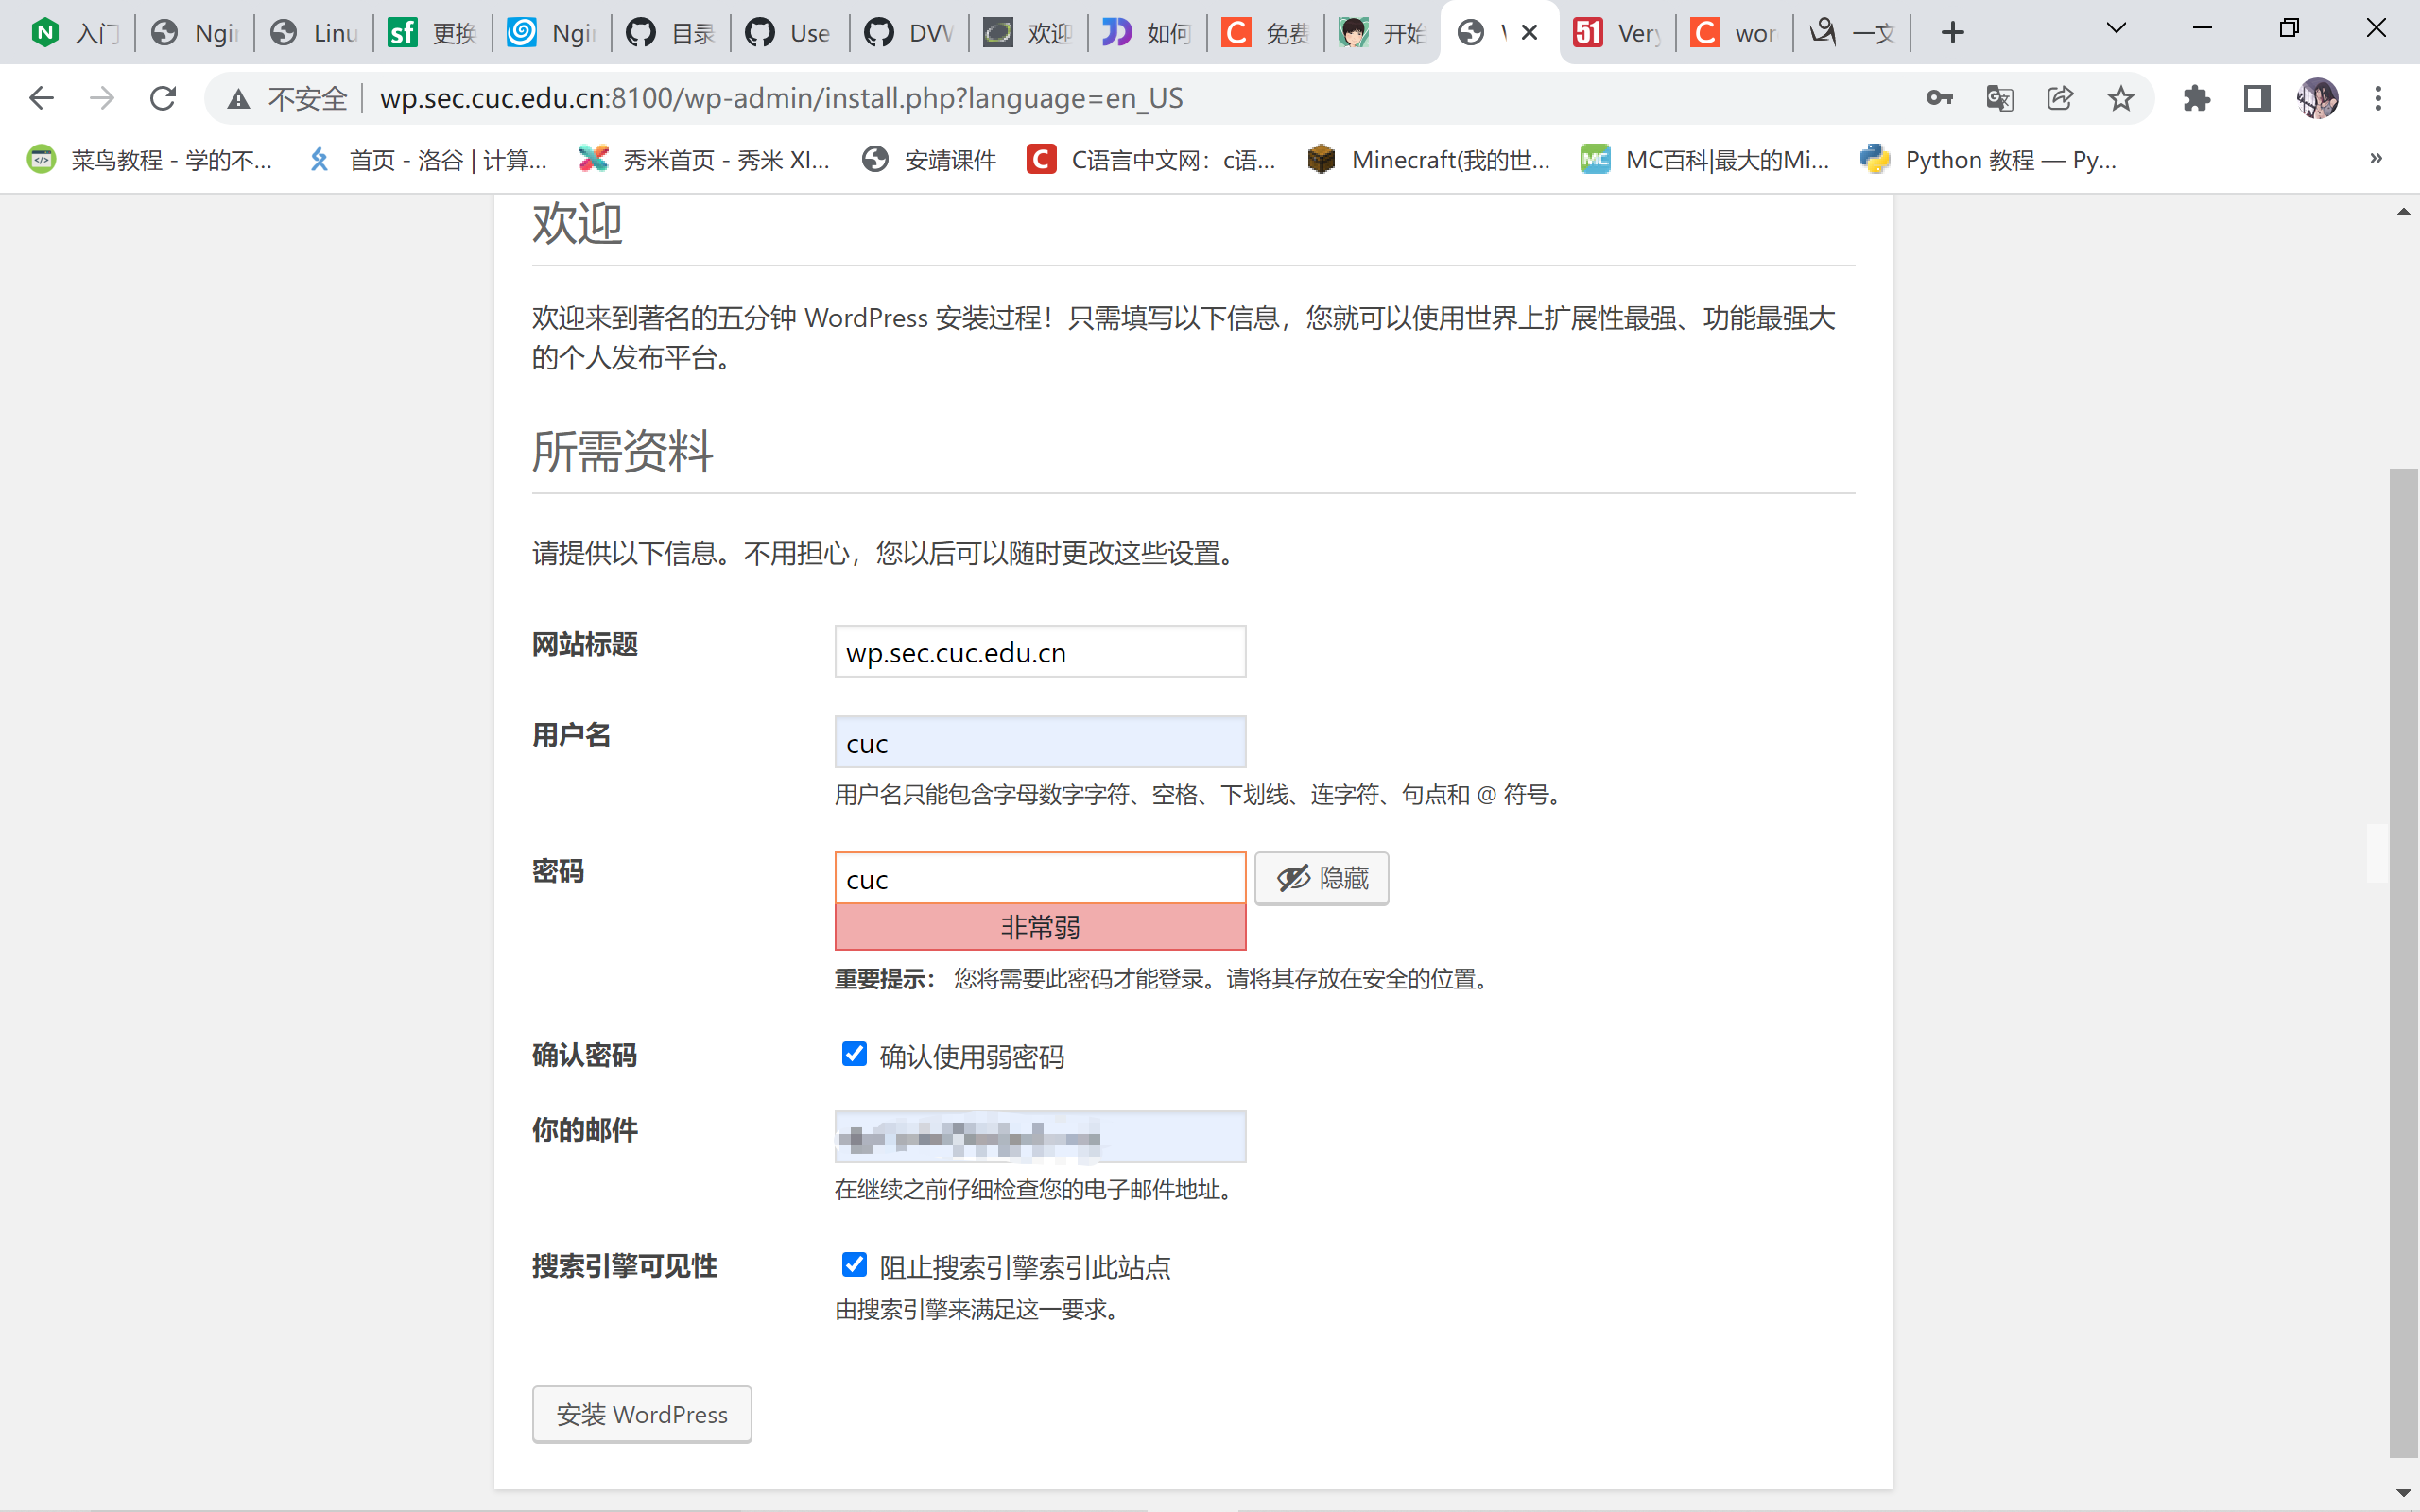 入门
Ngi
Linu
更换
Ngi
目录
Use
DVW
欢迎
如何
免费
开始
Very
wor
一文
不安全
wp.sec.cuc.edu.cn:8100/wp-admin/install.php?language=en_US
菜鸟教程 - 学的不...
首页 - 洛谷 | 计算...
秀米首页 - 秀米 XI...
安靖课件
C语言中文网：c语...
Minecraft(我的世...
MC百科|最大的Mi...
Python 教程 — Py...
»
欢迎
欢迎来到著名的五分钟 WordPress 安装过程！只需填写以下信息，您就可以使用世界上扩展性最强、功能最强大
的个人发布平台。
所需资料
请提供以下信息。不用担心，您以后可以随时更改这些设置。
网站标题
wp.sec.cuc.edu.cn
用户名
cuc
用户名只能包含字母数字字符、空格、下划线、连字符、句点和 @ 符号。
密码
cuc
隐藏
非常弱
重要提示： 您将需要此密码才能登录。请将其存放在安全的位置。
确认密码
确认使用弱密码
你的邮件
在继续之前仔细检查您的电子邮件地址。
搜索引擎可见性
阻止搜索引擎索引此站点
由搜索引擎来满足这一要求。
安装 WordPress